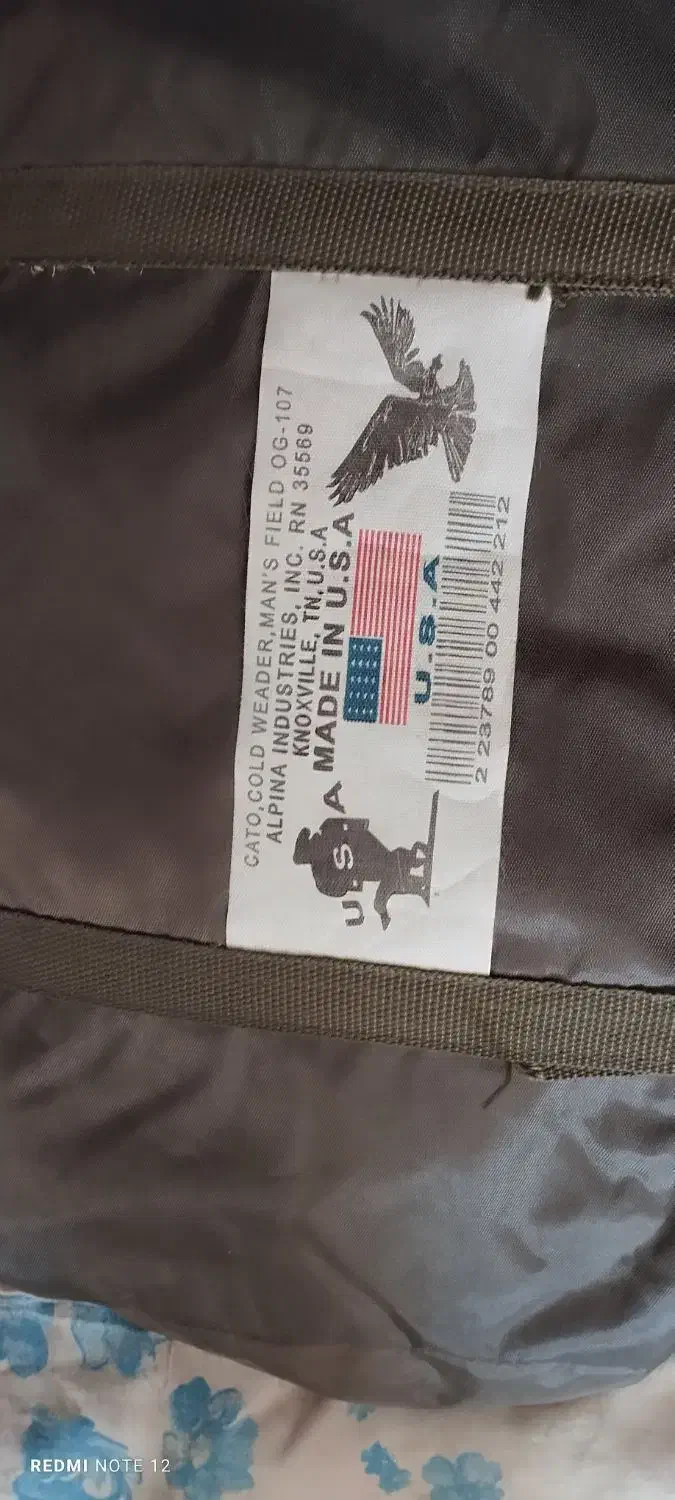 CATO,COLD WEADER,MAN'S FIELD OG-107
ALPINA INDUSTRIES, INC. RN 35569
KNOXVILLE, TN,U.S.A
MADE IN U.S.A
U.S.A
U.S.A
2 23789 00 442 212
REDMI NOTE 12